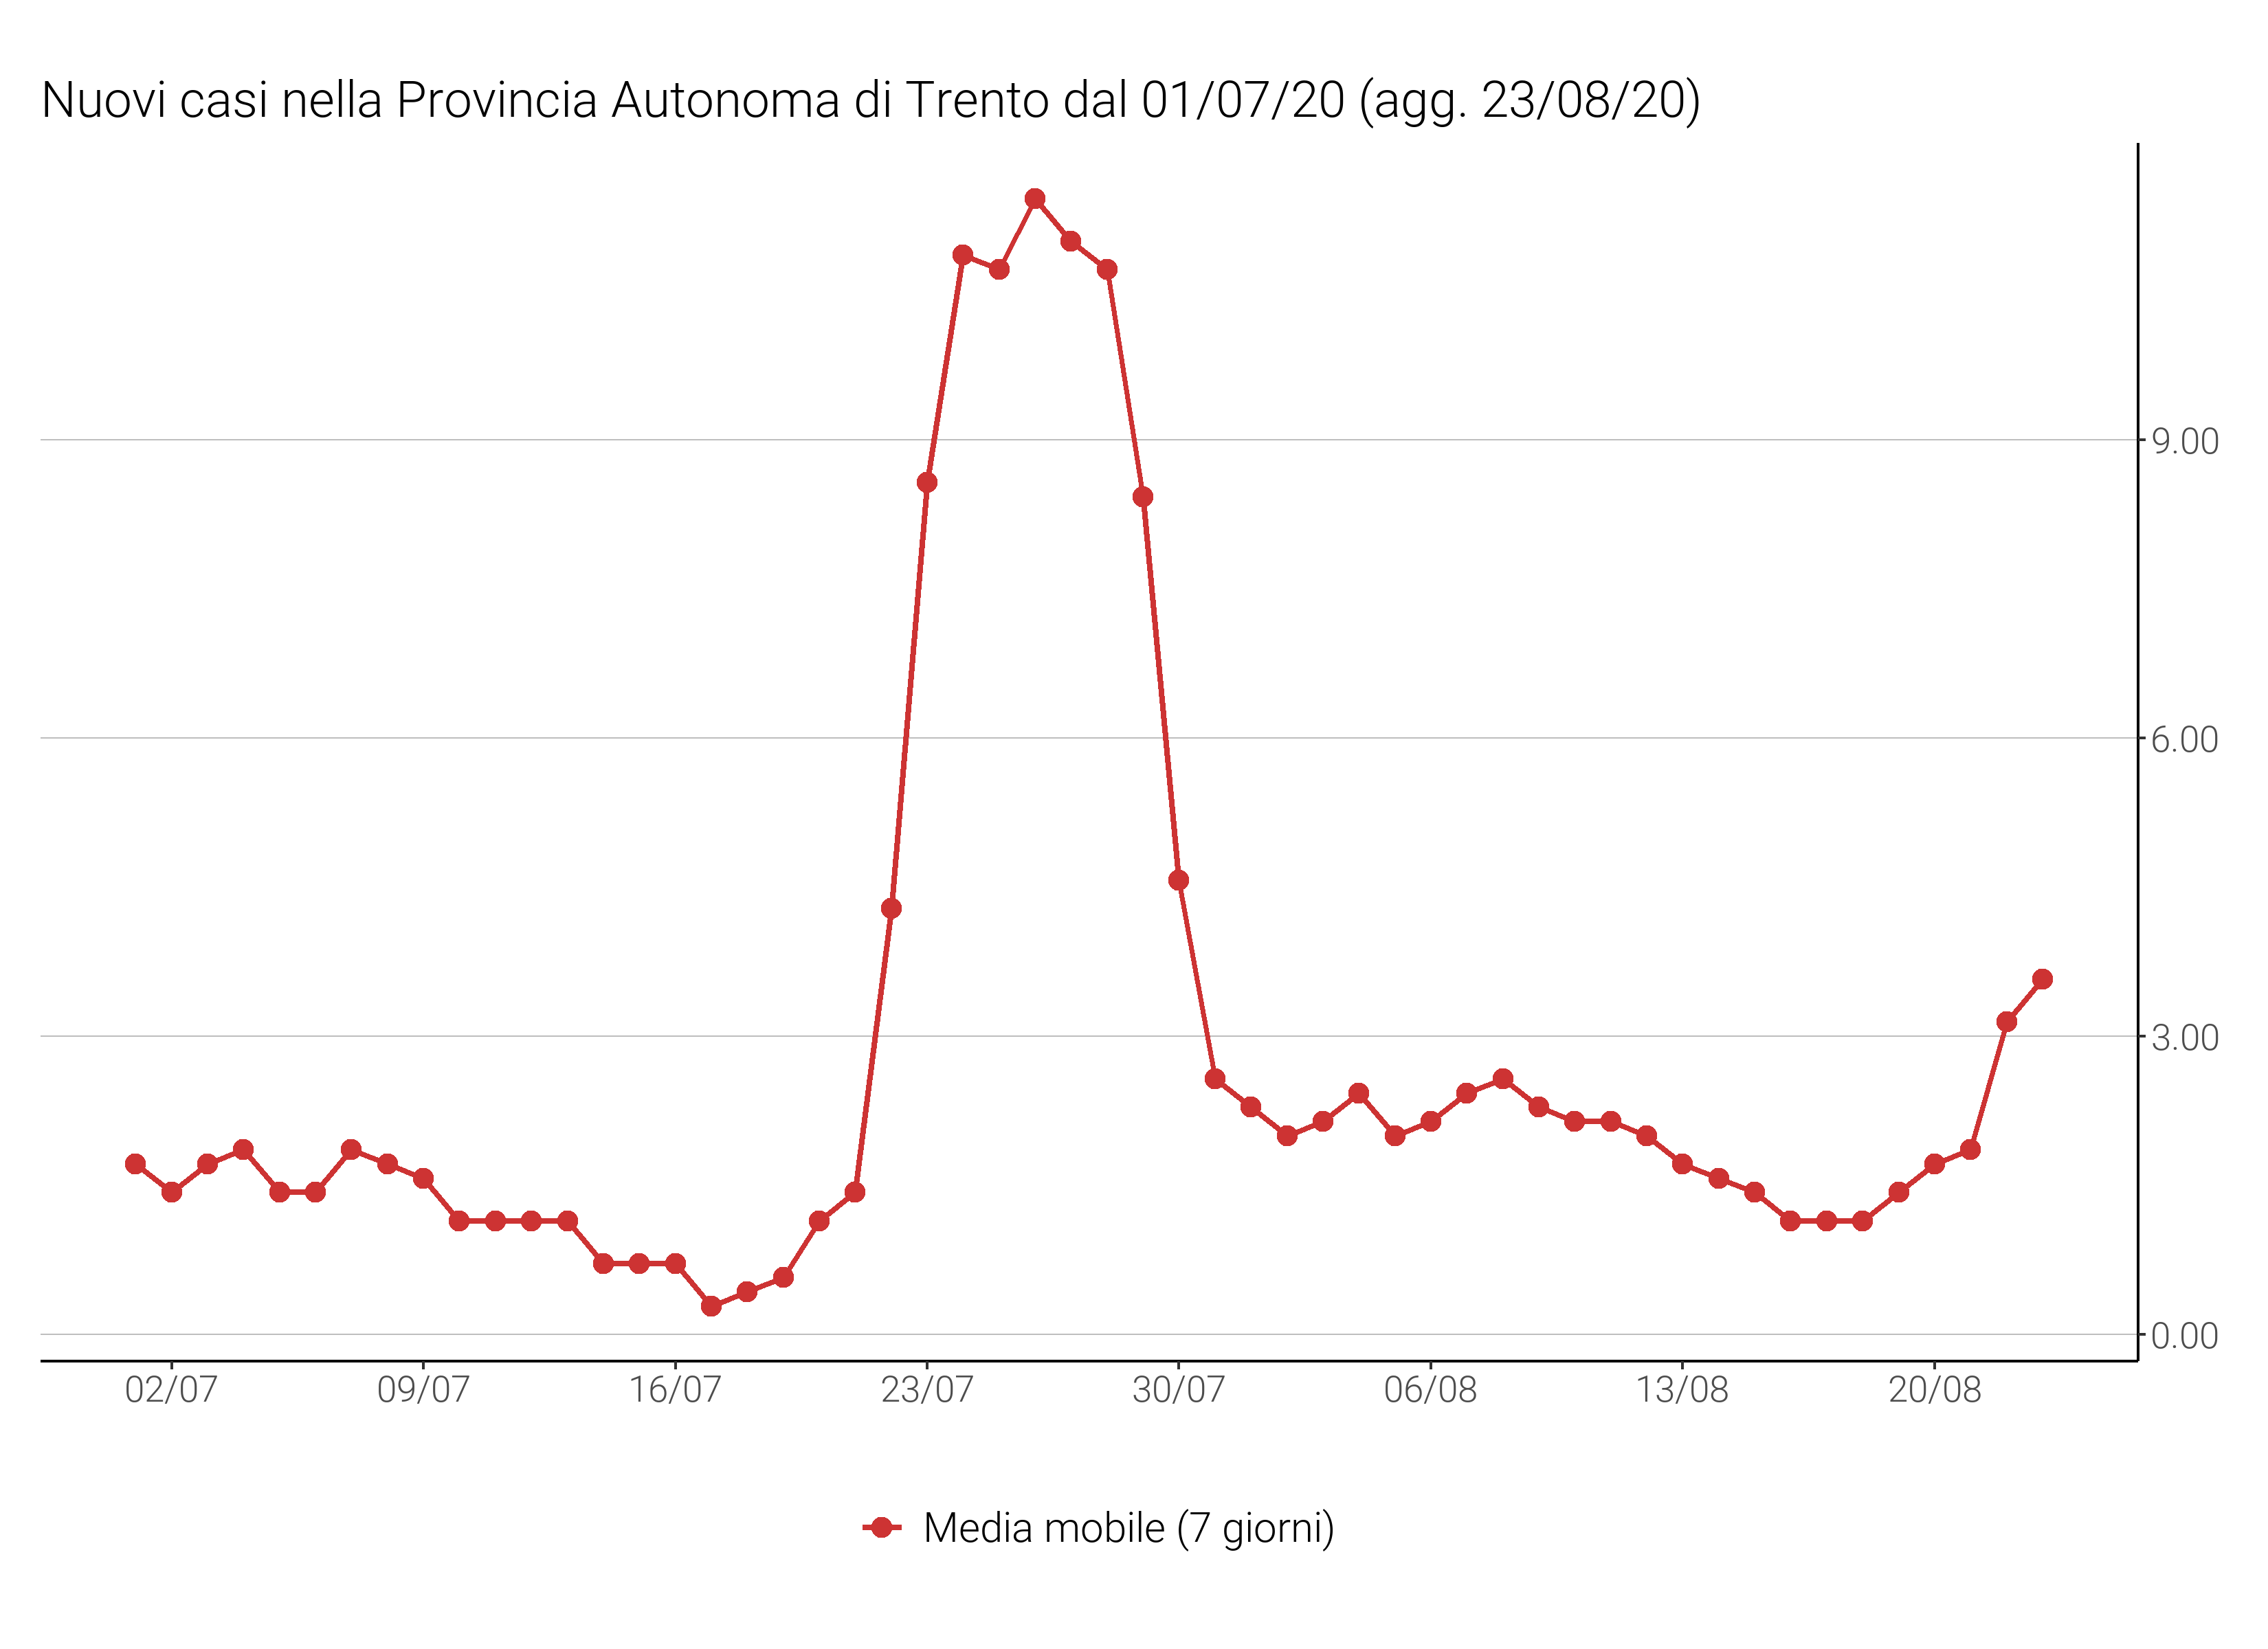 Nuovi casi nella Provincia Autonoma di Trento dal 01/07/20 (agg. 23/08/20)
9.00
6.00
3.00
0.00
02/07 09/07 16/07 23/07 30/07 06/08 13/08 20/08
Media mobile (7 giorni)